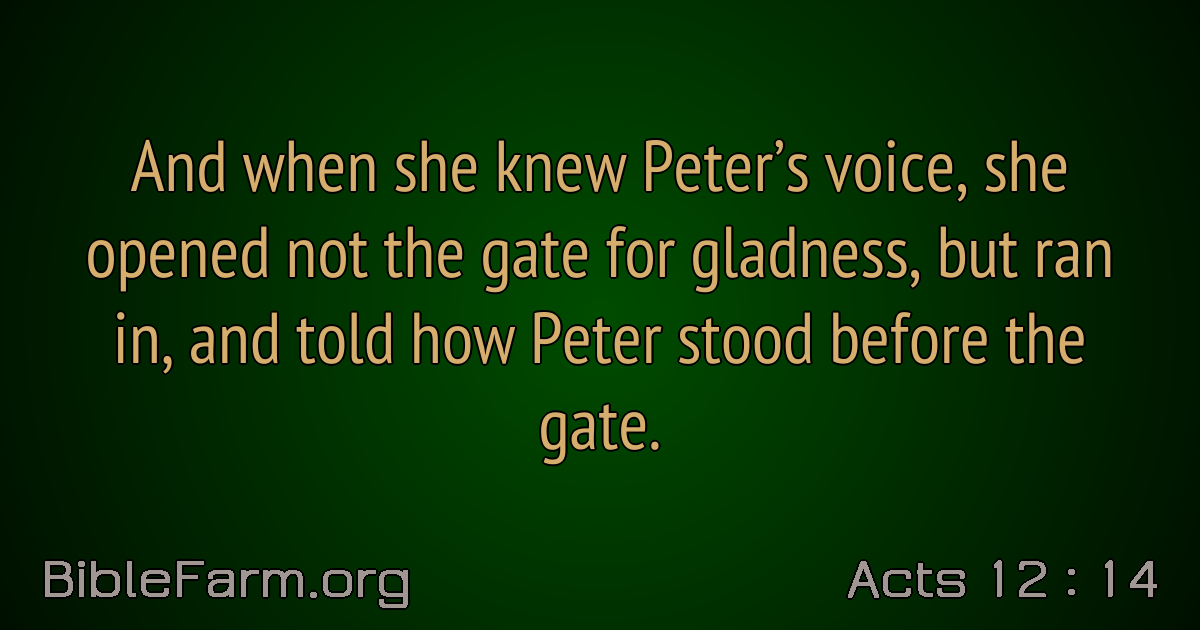 And when she knew Peter’s voice, she
opened not the gate for gladness, but ran
in, and told how Peter stood before the
gate.
BibleFarm.org
Acts 12 : 14